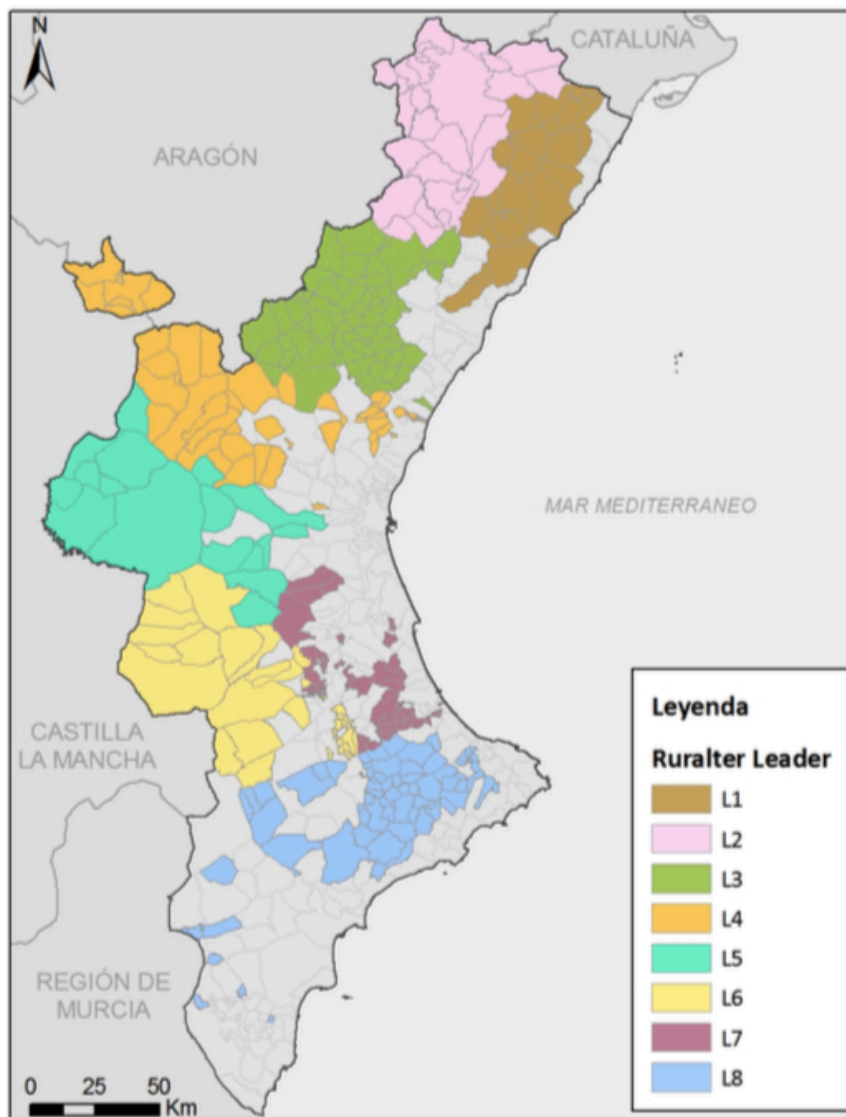 N
CATALUÑA
ARAGÓN
MAR MEDITERRANEO
CASTILLA
LA MANCHA
REGIÓN DE
MURCIA
0 25 50
Km
Leyenda
Ruralter Leader
L1
L2
L3
L4
L5
L6
L7
L8